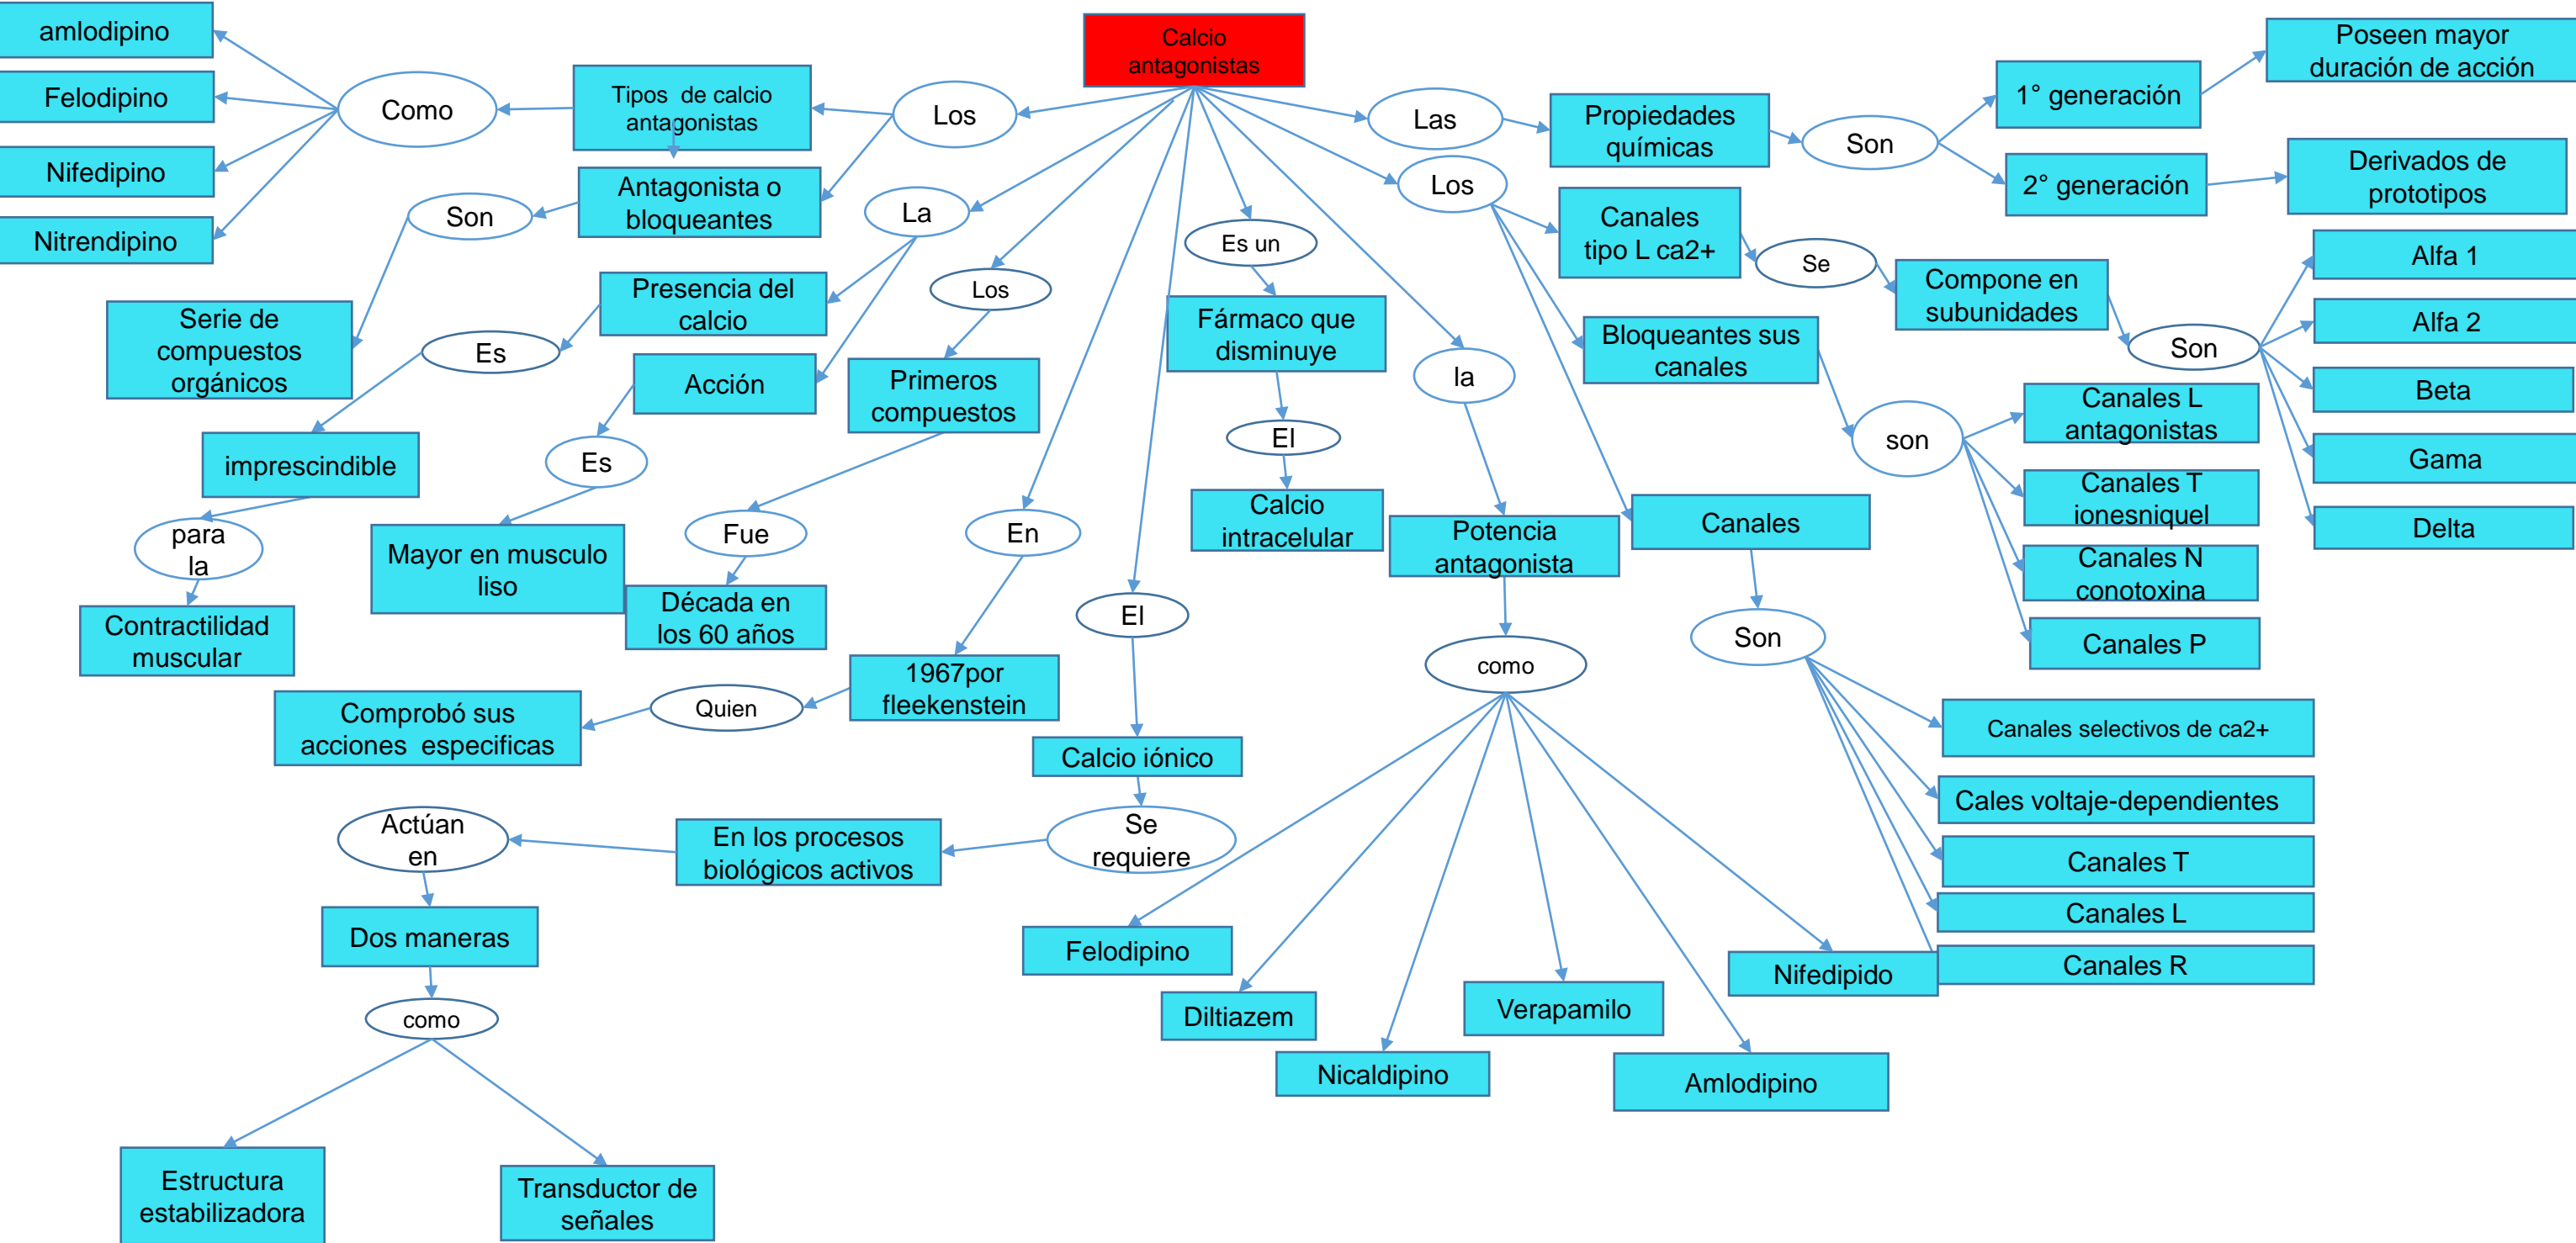 Calcio
antagonistas
Los
Tipos de calcio
antagonistas
Como
amlodipino
Felodipino
Nifedipino
Nitrendipino
Antagonista o
bloqueantes
Son
Serie de
compuestos
orgánicos
La
Presencia del
calcio
Es
imprescindible
para
la
Contractilidad
muscular
Acción
Es
Mayor en musculo
liso
Los
Primeros
compuestos
Fue
Década en
los 60 años
En
1967por
fleekenstein
Quien
Comprobó sus
acciones especificas
El
Calcio iónico
Se
requiere
En los procesos
biológicos activos
Actúan
en
Dos maneras
como
Estructura
estabilizadora
Transductor de
señales
Es un
Fármaco que
disminuye
El
Calcio
intracelular
la
Potencia
antagonista
como
Felodipino
Diltiazem
Nicaldipino
Verapamilo
Amlodipino
Nifedipido
Los
Canales
tipo L ca2+
Se
Compone en
subunidades
Son
Alfa 1
Alfa 2
Beta
Gama
Delta
Bloqueantes sus
canales
son
Canales L
antagonistas
Canales T
ionesniquel
Canales N
conotoxina
Canales P
Canales
Son
Canales selectivos de ca2+
Cales voltaje-dependientes
Canales T
Canales L
Canales R
Las
Propiedades
químicas
Son
1° generación
Poseen mayor
duración de acción
2° generación
Derivados de
prototipos